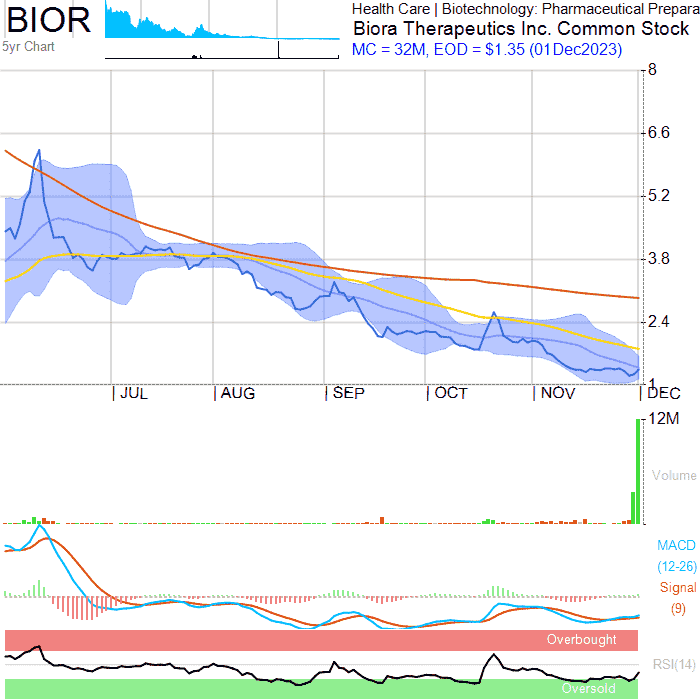 BIOR
5yr Chart
Health Care | Biotechnology: Pharmaceutical Prepara
Biora Therapeutics Inc. Common Stock
MC = 32M, EOD = $1.35 (01Dec2023)
8
6.6
5.2
3.8
2.4
1
JUL
AUG
SEP
OCT
NOV
DEC
12M
Volume
MACD
(12-26)
Signal
(9)
Overbought
RSI(14)
Oversold